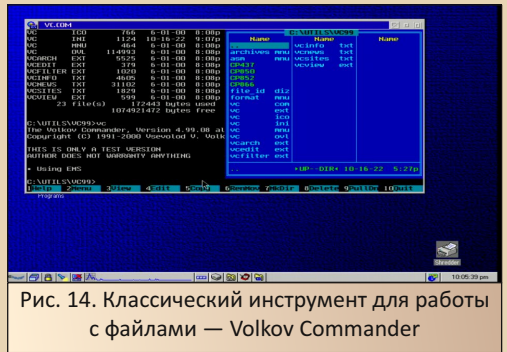 VC.COM
VC ICO 766 6-01-00 8:08p
VC INI 1124 10-16-22 9:07p
VC MNU 464 6-01-00 8:08p
VC OVL 114993 6-01-00 8:08p
VCARCH EXT 5525 6-01-00 8:08p
VCEDIT EXT 379 6-01-00 8:08p
VCFILTER EXT 1020 6-01-00 8:08p
VCINFO TXT 4605 6-01-00 8:08p
VCNEWS TXT 31102 6-01-00 8:08p
VCSITES TXT 1829 6-01-00 8:08p
VCVIEW EXT 599 6-01-00 8:08p
23 file(s) 172443 bytes used
1074921472 bytes free
C:\UTILS\VC99>vc
The Volkov Commander, Version 4.99.08 al
Copyright (C) 1991-2000 Vsevolod V. Volk
THIS IS ONLY A TEST VERSION
AUTHOR DOES NOT WARRANTY ANYTHING
- Using EMS
C:\UTILS\VC99>
C:\UTILS\VC99
Name Name Name
..
archives mnu
asm mnu
CP437
CP850
CP852
CP866
file_id diz
format mnu
vc com
vc ext
vc ico
vc ini
vc mnu
vc ovl
vcarch ext
vcedit ext
vcfilter ext
vcinfo txt
vcnews txt
vcsites txt
vcview ext
.. ►UP--DIR◄ 10-16-22 5:27p
1Help 2Menu 3View 4Edit 5Copy 6RenMov 7MkDir 8Delete 9PullDn 10Quit
Programs
Shredder
10:05:39 pm
Рис. 14. Классический инструмент для работы
с файлами — Volkov Commander